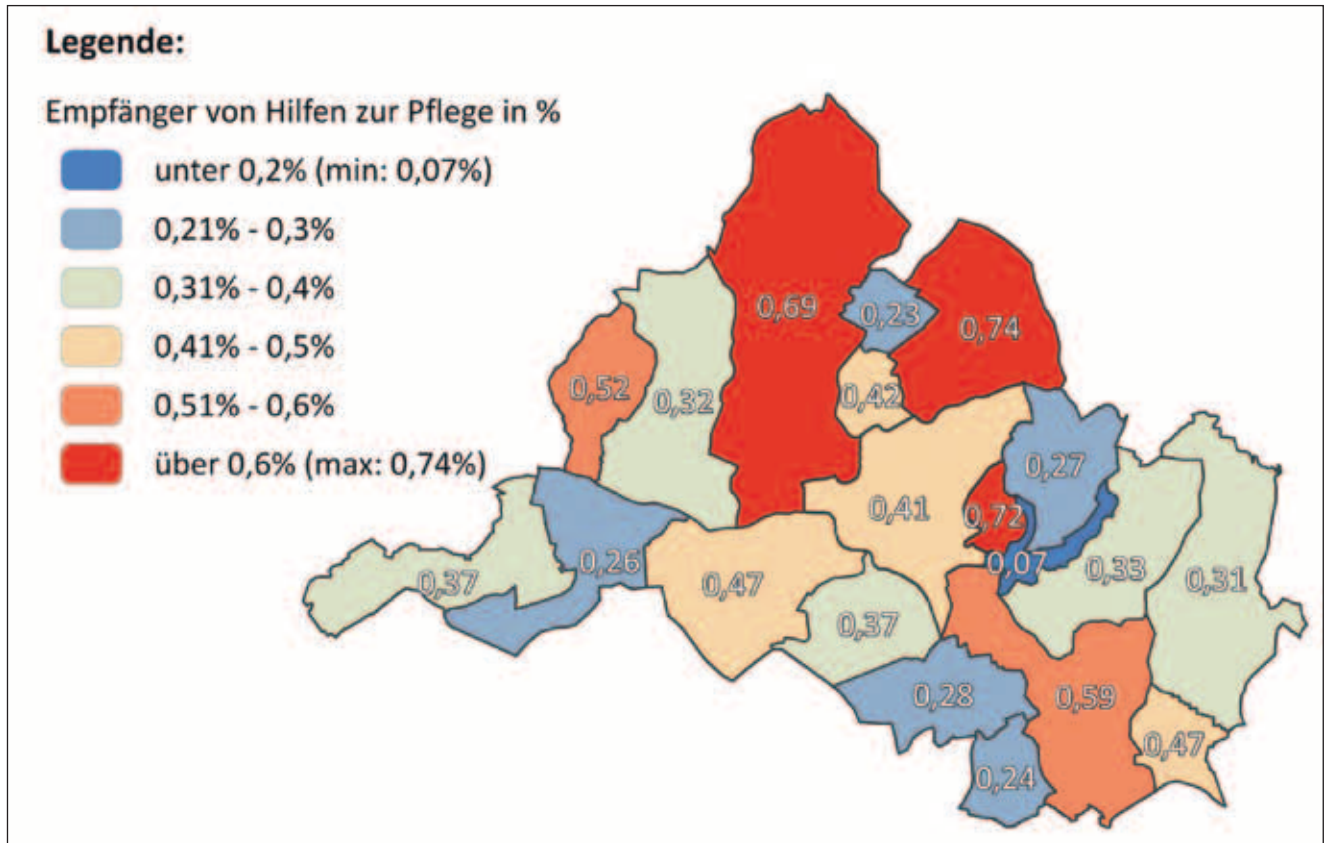 Legende:
Empfänger von Hilfen zur Pflege in %
unter 0,2% (min: 0,07%)
0,21% - 0,3%
0,31% - 0,4%
0,41% - 0,5%
0,51% - 0,6%
über 0,6% (max: 0,74%)
0,69
0,23
0,74
0,52
0,32
0,42
0,27
0,41
0,72
0,37
0,26
0,47
0,07
0,33
0,31
0,37
0,28
0,59
0,47
0,24